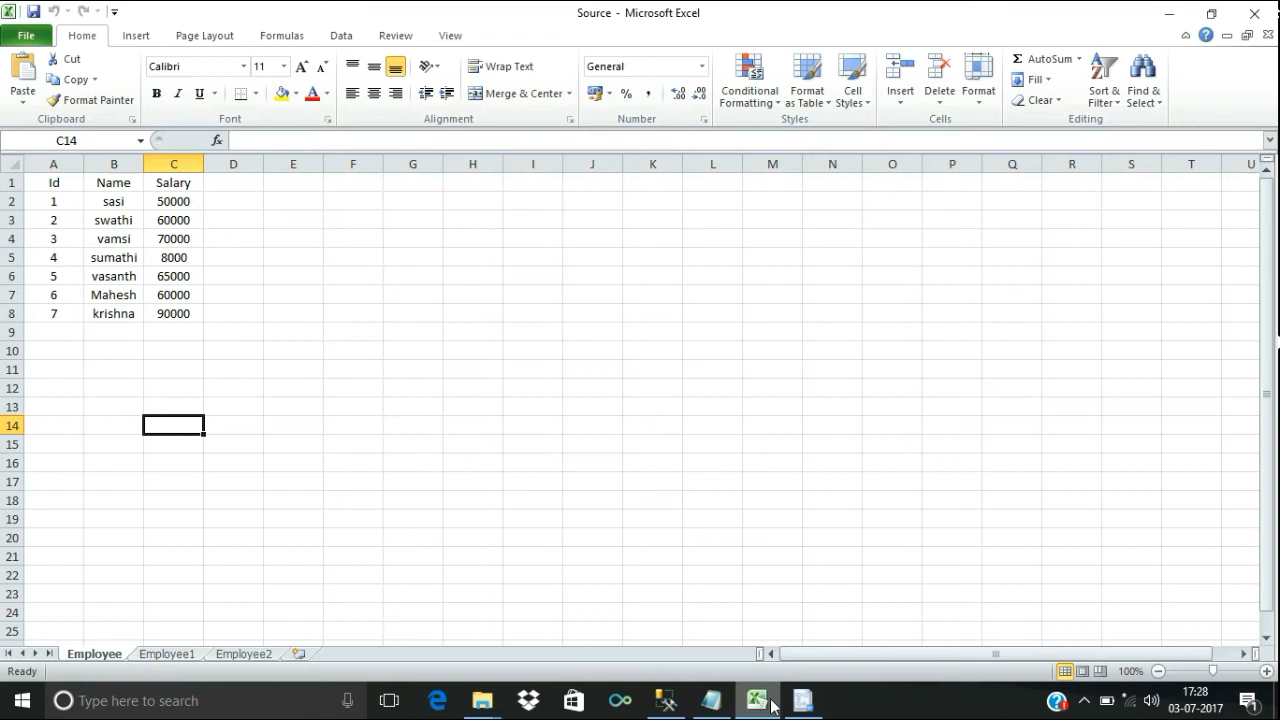 Source - Microsoft Excel
File Home Insert Page Layout Formulas Data Review View
Paste
Cut
Copy
Format Painter
Clipboard
Calibri 11
B I U
Font
Wrap Text
Merge & Center
Alignment
General
%
Number
Conditional Formatting
Format as Table
Cell Styles
Styles
Insert Delete Format
Cells
AutoSum
Fill
Clear
Sort & Filter
Find & Select
Editing
C14 fx
A B C D E F G H I J K L M N O P Q R S T U
1 Id Name Salary
2 1 sasi 50000
3 2 swathi 60000
4 3 vamsi 70000
5 4 sumathi 8000
6 5 vasanth 65000
7 6 Mahesh 60000
8 7 krishna 90000
9
10
11
12
13
14
15
16
17
18
19
20
21
22
23
24
25
Employee Employee1 Employee2
Ready 100%
Type here to search
17:28
03-07-2017